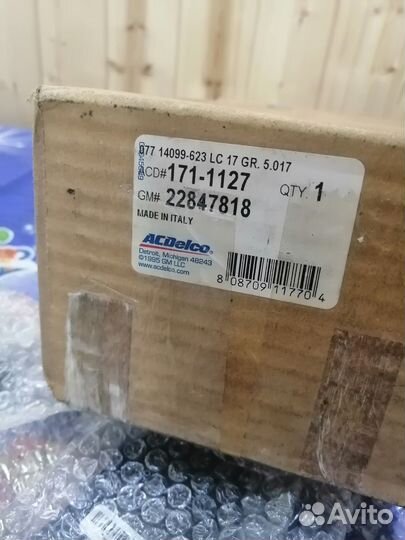 077 14099-623 LC 17 GR. 5.017
ACD# 171-1127 QTY. 1
GM# 22847818
MADE IN ITALY
ACDelco
Detroit, Michigan 48243
©1995 GM LLC
www.acdelco.com
8 08709 11770 4
Avito